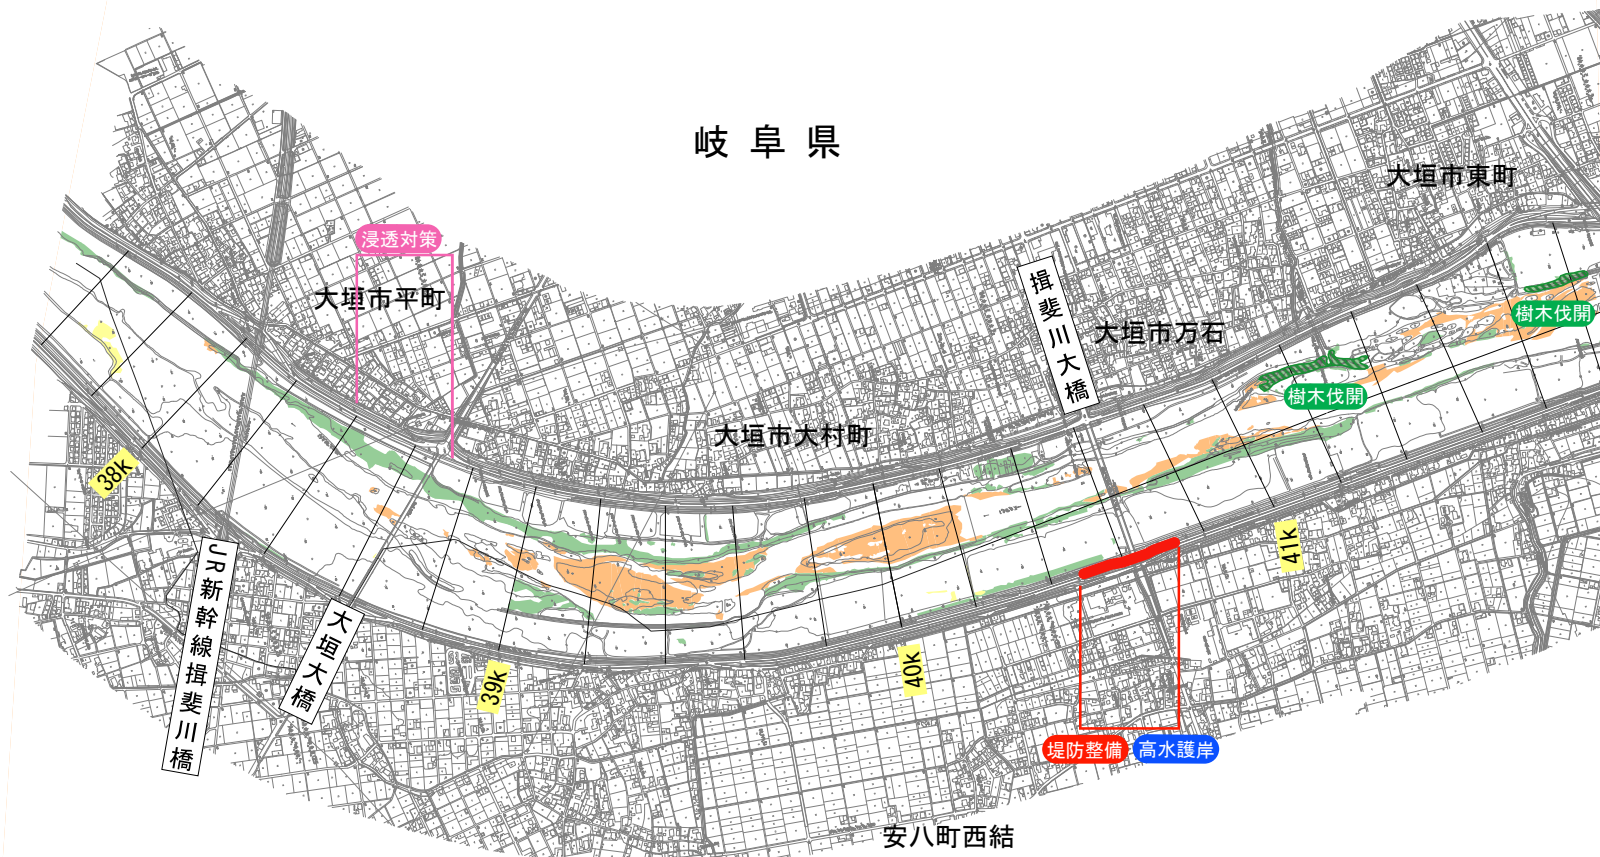 岐阜県
大垣市東町
浸透対策
大垣市平町
樹木伐開
揖斐川大橋
大垣市万石
樹木伐開
大垣市大村町
38k
41k
JR新幹線揖斐川橋
大垣大橋
39k
40k
堤防整備
高水護岸
安八町西結